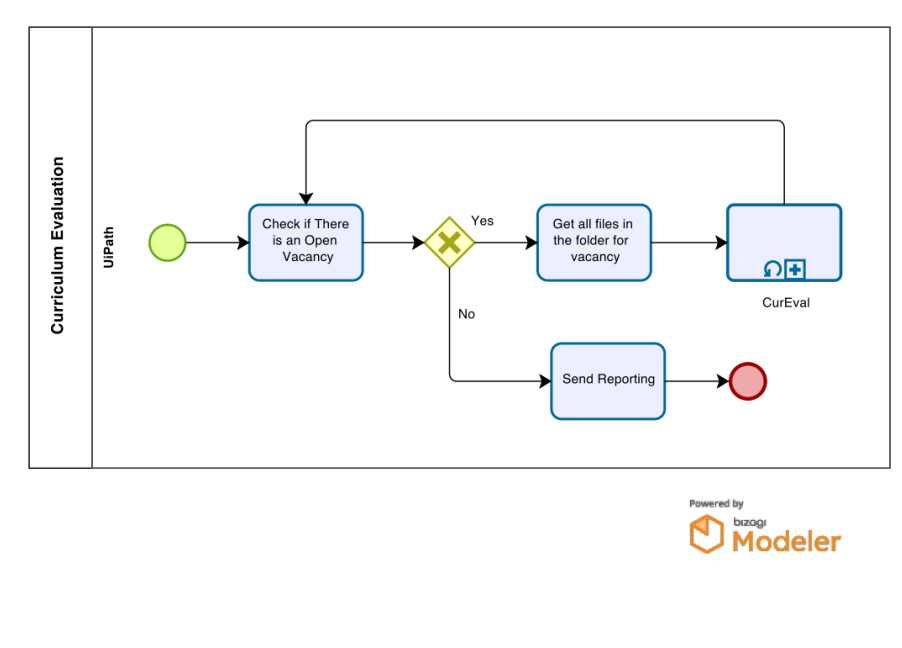 Curriculum Evaluation
UiPath
Check if There
is an Open
Vacancy
Yes
Get all files in
the folder for
vacancy
CurEval
No
Send Reporting
Powered by
bizagi
Modeler